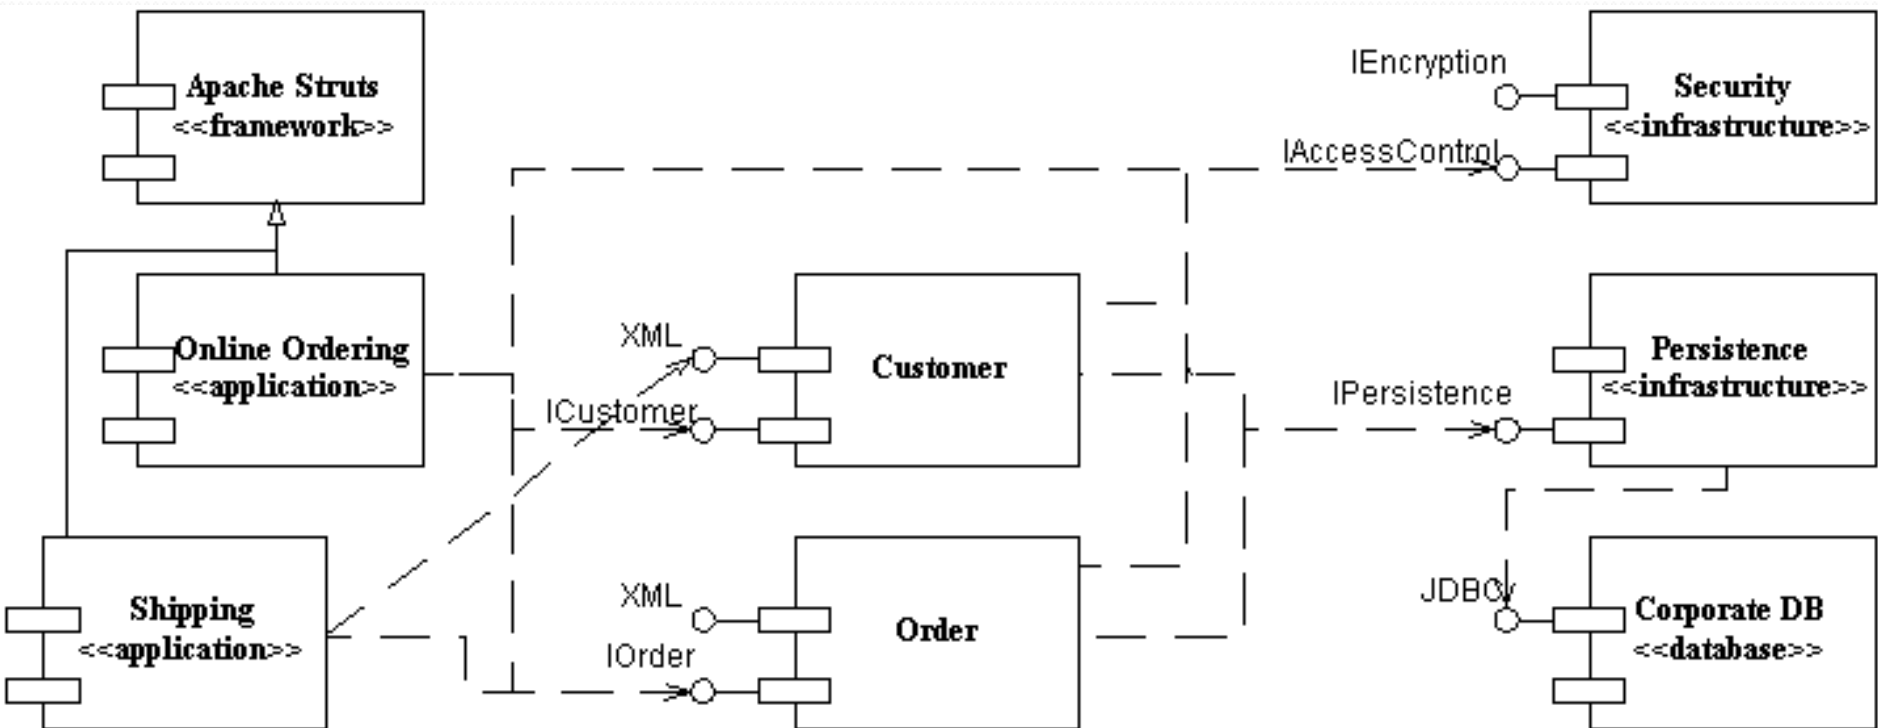 Apache Struts
<<framework>>
IEncryption
Security
<<infrastructure>>
IAccessControl
Online Ordering
<<application>>
XML
ICustomer
Customer
IPersistence
Persistence
<<infrastructure>>
Shipping
<<application>>
XML
IOrder
Order
JDBC
Corporate DB
<<database>>